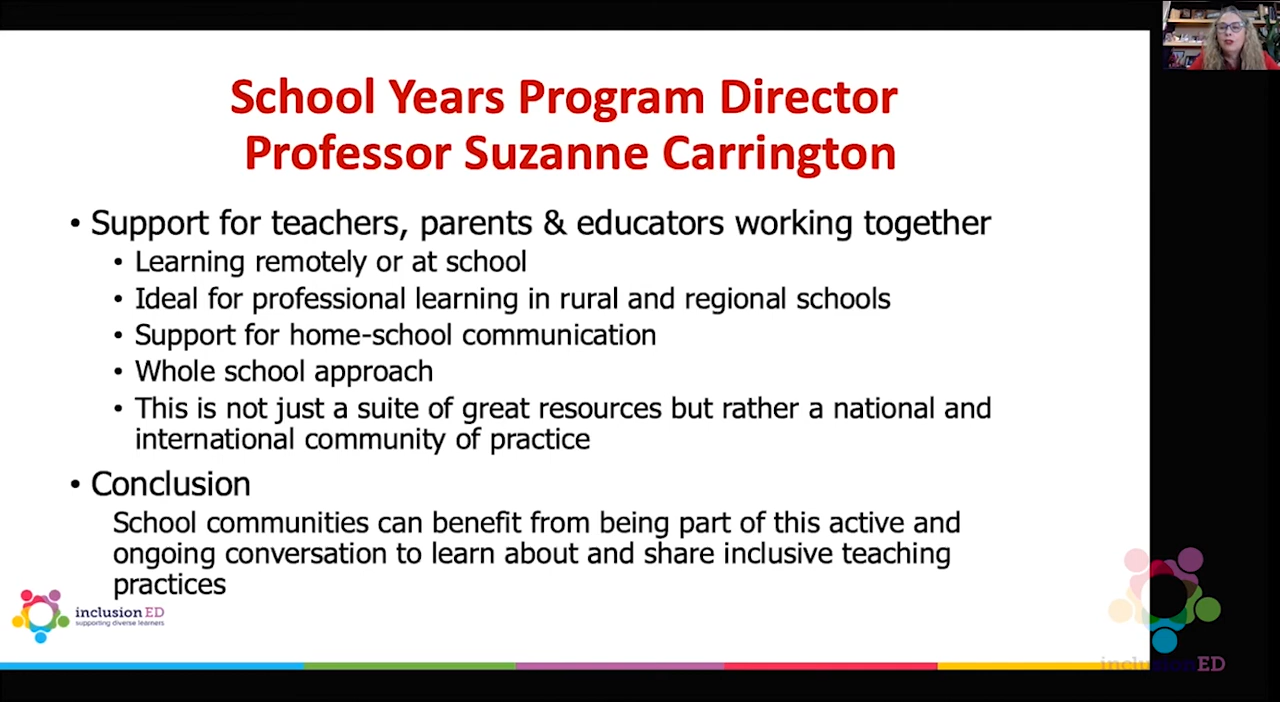 School Years Program Director
Professor Suzanne Carrington
• Support for teachers, parents & educators working together
• Learning remotely or at school
• Ideal for professional learning in rural and regional schools
• Support for home-school communication
• Whole school approach
• This is not just a suite of great resources but rather a national and
international community of practice
• Conclusion
School communities can benefit from being part of this active and
ongoing conversation to learn about and share inclusive teaching
practices
inclusionED
supporting diverse learners
inclusionED